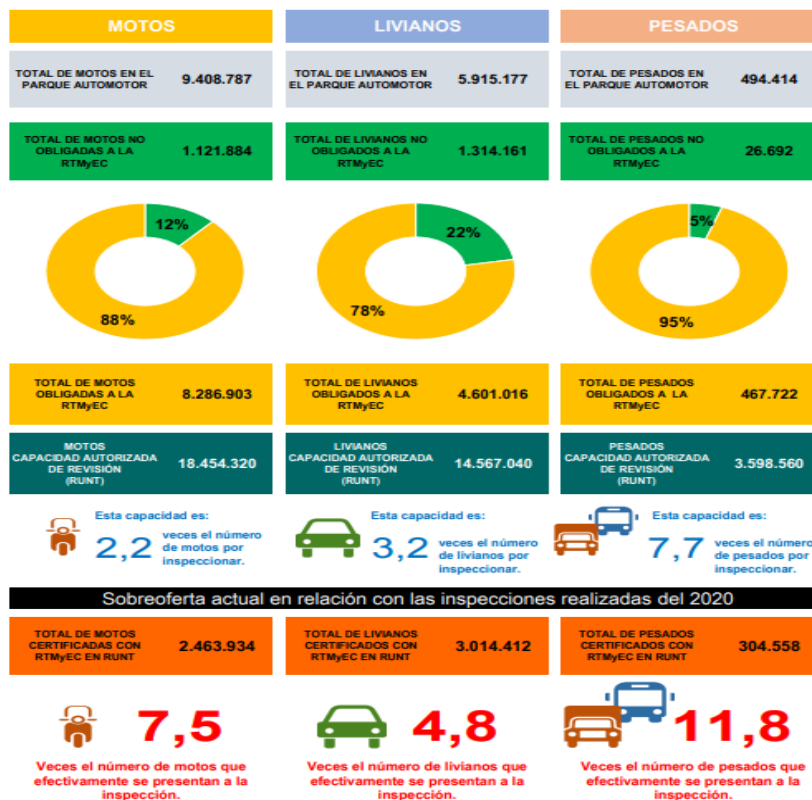 MOTOS
LIVIANOS
PESADOS
TOTAL DE MOTOS EN EL
PARQUE AUTOMOTOR
9.408.787
TOTAL DE LIVIANOS EN
EL PARQUE AUTOMOTOR
5.915.177
TOTAL DE PESADOS EN
EL PARQUE AUTOMOTOR
494.414
TOTAL DE MOTOS NO
OBLIGADAS A LA
RTMyEC
1.121.884
TOTAL DE LIVIANOS NO
OBLIGADOS A LA
RTMyEC
1.314.161
TOTAL DE PESADOS NO
OBLIGADOS A LA
RTMyEC
26.692
12%
88%
22%
78%
5%
95%
TOTAL DE MOTOS
OBLIGADAS A LA
RTMyEC
8.286.903
TOTAL DE LIVIANOS
OBLIGADOS A LA
RTMyEC
4.601.016
TOTAL DE PESADOS
OBLIGADOS A LA
RTMyEC
467.722
MOTOS
CAPACIDAD AUTORIZADA
DE REVISIÓN
(RUNT)
18.454.320
LIVIANOS
CAPACIDAD AUTORIZADA
DE REVISIÓN
(RUNT)
14.567.040
PESADOS
CAPACIDAD AUTORIZADA
DE REVISIÓN
(RUNT)
3.598.560
Esta capacidad es:
2,2
veces el número
de motos por
inspeccionar.
Esta capacidad es:
3,2
veces el número
de livianos por
inspeccionar.
Esta capacidad es:
7,7
veces el número
de pesados por
inspeccionar.
Sobreoferta actual en relación con las inspecciones realizadas del 2020
TOTAL DE MOTOS
CERTIFICADAS CON
RTMyEC EN RUNT
2.463.934
TOTAL DE LIVIANOS
CERTIFICADOS CON
RTMyEC EN RUNT
3.014.412
TOTAL DE PESADOS
CERTIFICADOS CON
RTMyEC EN RUNT
304.558
7,5
Veces el número de motos que
efectivamente se presentan a la
inspección.
4,8
Veces el número de livianos que
efectivamente se presentan a la
inspección.
11,8
Veces el número de pesados que
efectivamente se presentan a la
inspección.